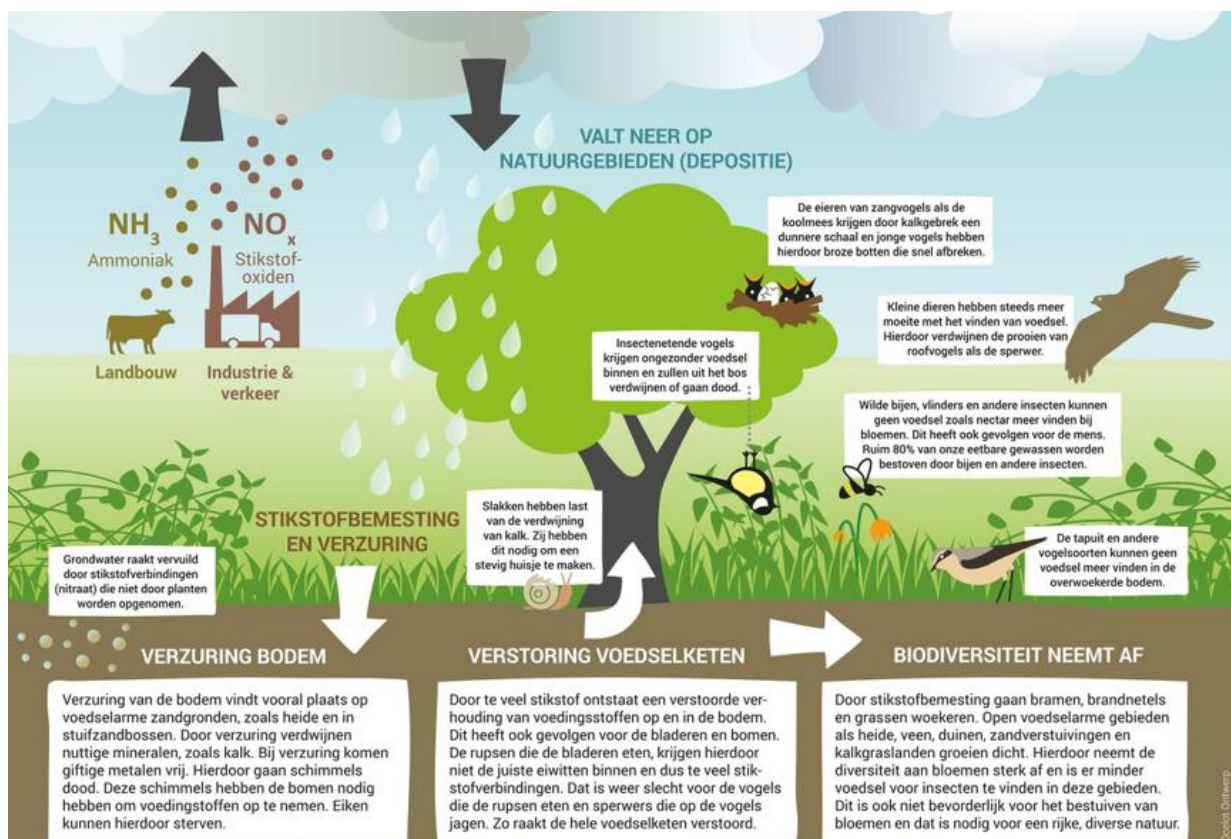 VALT NEER OP
NATUURGEBIEDEN (DEPOSITIE)
NH3
Ammoniak
NOx
Stikstof-
oxiden
Landbouw
Industrie &
verkeer
De eieren van zangvogels als de
koolmees krijgen door kalkgebrek een
dunnere schaal en jonge vogels hebben
hierdoor broze botten die snel afbreken.
Kleine dieren hebben steeds meer
moeite met het vinden van voedsel.
Hierdoor verdwijnen de prooien van
roofvogels als de sperwer.
Insectenetende vogels
krijgen ongezonder voedsel
binnen en zullen uit het bos
verdwijnen of gaan dood.
Wilde bijen, vlinders en andere insecten kunnen
geen voedsel zoals nectar meer vinden bij
bloemen. Dit heeft ook gevolgen voor de mens.
Ruim 80% van onze eetbare gewassen worden
bestoven door bijen en andere insecten.
STIKSTOFBEMESTING
EN VERZURING
Slakken hebben last
van de verdwijning
van kalk. Zij hebben
dit nodig om een
stevig huisje te maken.
Grondwater raakt vervuild
door stikstofverbindingen
(nitraat) die niet door planten
worden opgenomen.
De tapuit en andere
vogelsoorten kunnen geen
voedsel meer vinden in de
overwoekerde bodem.
VERZURING BODEM
Verzuring van de bodem vindt vooral plaats op
voedselarme zandgronden, zoals heide en in
stuifzandbossen. Door verzuring verdwijnen
nuttige mineralen, zoals kalk. Bij verzuring komen
giftige metalen vrij. Hierdoor gaan schimmels
dood. Deze schimmels hebben de bomen nodig
hebben om voedingstoffen op te nemen. Eiken
kunnen hierdoor sterven.
VERSTORING VOEDSELKETEN
Door te veel stikstof ontstaat een verstoorde ver-
houding van voedingsstoffen op en in de bodem.
Dit heeft ook gevolgen voor de bladeren en bomen.
De rupsen die de bladeren eten, krijgen hierdoor
niet de juiste eiwitten binnen en dus te veel stik-
stofverbindingen. Dat is weer slecht voor de vogels
die de rupsen eten en sperwers die op de vogels
jagen. Zo raakt de hele voedselketen verstoord.
BIODIVERSITEIT NEEMT AF
Door stikstofbemesting gaan bramen, brandnetels
en grassen woekeren. Open voedselarme gebieden
als heide, veen, duinen, zandverstuivingen en
kalkgraslanden groeien dicht. Hierdoor neemt de
diversiteit aan bloemen sterk af en is er minder
voedsel voor insecten te vinden in deze gebieden.
Dit is ook niet bevorderlijk voor het bestuiven van
bloemen en dat is nodig voor een rijke, diverse natuur.
Ontwerp